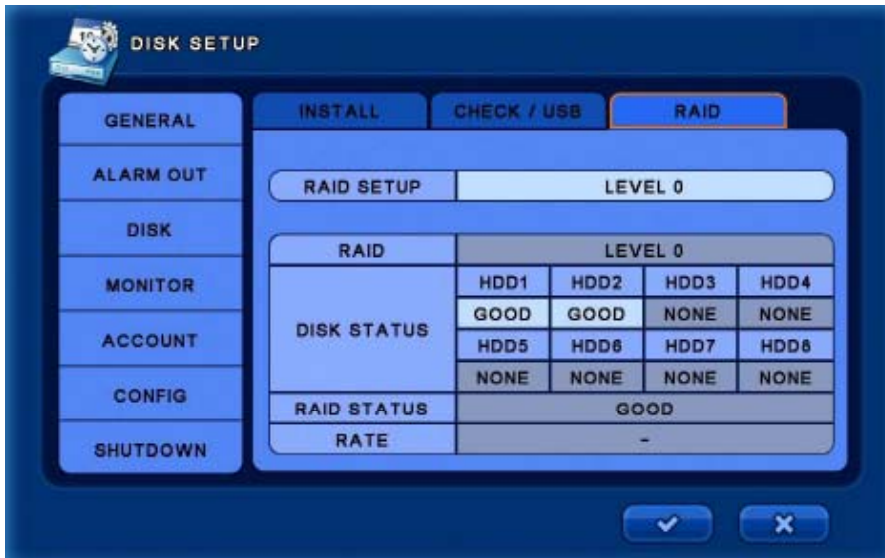 DISK SETUP
INSTALL CHECK / USB RAID
GENERAL
ALARM OUT
DISK
MONITOR
ACCOUNT
CONFIG
SHUTDOWN
RAID SETUP LEVEL 0
RAID LEVEL 0
DISK STATUS
HDD1 HDD2 HDD3 HDD4
GOOD GOOD NONE NONE
HDD5 HDD6 HDD7 HDD8
NONE NONE NONE NONE
RAID STATUS GOOD
RATE -